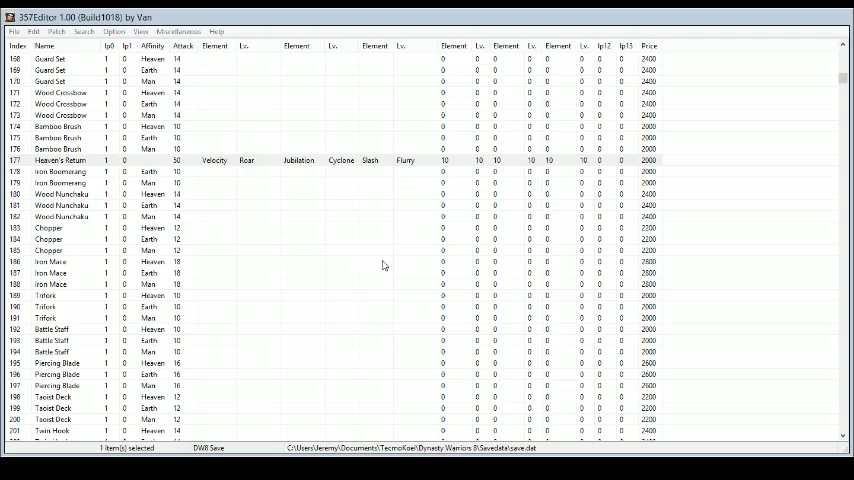 357Editor 1.00 (Build1018) by Van
File Edit Patch Search Option Miscellaneous Help
Index Name Ip0 Ip1 Affinity Attack Element Lv. Element Lv. Element Lv. Element Lv. Element Lv. Element Lv. Ip12 Ip13 Price
168 Guard Set 1 0 Heaven 14 0 0 0 0 0 0 0 0 2400
169 Guard Set 1 0 Earth 14 0 0 0 0 0 0 0 0 2400
170 Guard Set 1 0 Man 14 0 0 0 0 0 0 0 0 2400
171 Wood Crossbow 1 0 Heaven 14 0 0 0 0 0 0 0 0 2400
172 Wood Crossbow 1 0 Earth 14 0 0 0 0 0 0 0 0 2400
173 Wood Crossbow 1 0 Man 14 0 0 0 0 0 0 0 0 2400
174 Bamboo Brush 1 0 Heaven 10 0 0 0 0 0 0 0 0 2000
175 Bamboo Brush 1 0 Earth 10 0 0 0 0 0 0 0 0 2000
176 Bamboo Brush 1 0 Man 10 0 0 0 0 0 0 0 0 2000
177 Heaven's Return 1 0 50 Velocity Roar Jubilation Cyclone Slash Flurry 10 10 10 10 10 10 0 0 2000
178 Iron Boomerang 1 0 Earth 10 0 0 0 0 0 0 0 0 2000
179 Iron Boomerang 1 0 Man 10 0 0 0 0 0 0 0 0 2000
180 Wood Nunchaku 1 0 Heaven 14 0 0 0 0 0 0 0 0 2400
181 Wood Nunchaku 1 0 Earth 14 0 0 0 0 0 0 0 0 2400
182 Wood Nunchaku 1 0 Man 14 0 0 0 0 0 0 0 0 2400
183 Chopper 1 0 Heaven 12 0 0 0 0 0 0 0 0 2200
184 Chopper 1 0 Earth 12 0 0 0 0 0 0 0 0 2200
185 Chopper 1 0 Man 12 0 0 0 0 0 0 0 0 2200
186 Iron Mace 1 0 Heaven 18 0 0 0 0 0 0 0 0 2800
187 Iron Mace 1 0 Earth 18 0 0 0 0 0 0 0 0 2800
188 Iron Mace 1 0 Man 18 0 0 0 0 0 0 0 0 2800
189 Trifork 1 0 Heaven 10 0 0 0 0 0 0 0 0 2000
190 Trifork 1 0 Earth 10 0 0 0 0 0 0 0 0 2000
191 Trifork 1 0 Man 10 0 0 0 0 0 0 0 0 2000
192 Battle Staff 1 0 Heaven 10 0 0 0 0 0 0 0 0 2000
193 Battle Staff 1 0 Earth 10 0 0 0 0 0 0 0 0 2000
194 Battle Staff 1 0 Man 10 0 0 0 0 0 0 0 0 2000
195 Piercing Blade 1 0 Heaven 16 0 0 0 0 0 0 0 0 2600
196 Piercing Blade 1 0 Earth 16 0 0 0 0 0 0 0 0 2600
197 Piercing Blade 1 0 Man 16 0 0 0 0 0 0 0 0 2600
198 Taoist Deck 1 0 Heaven 12 0 0 0 0 0 0 0 0 2200
199 Taoist Deck 1 0 Earth 12 0 0 0 0 0 0 0 0 2200
200 Taoist Deck 1 0 Man 12 0 0 0 0 0 0 0 0 2200
201 Twin Hook 1 0 Heaven 14 0 0 0 0 0 0 0 0 2400
1 item(s) selected DW8 Save C:\Users\Jeremy\Documents\TecmoKoei\Dynasty Warriors 8\Savedata\save.dat